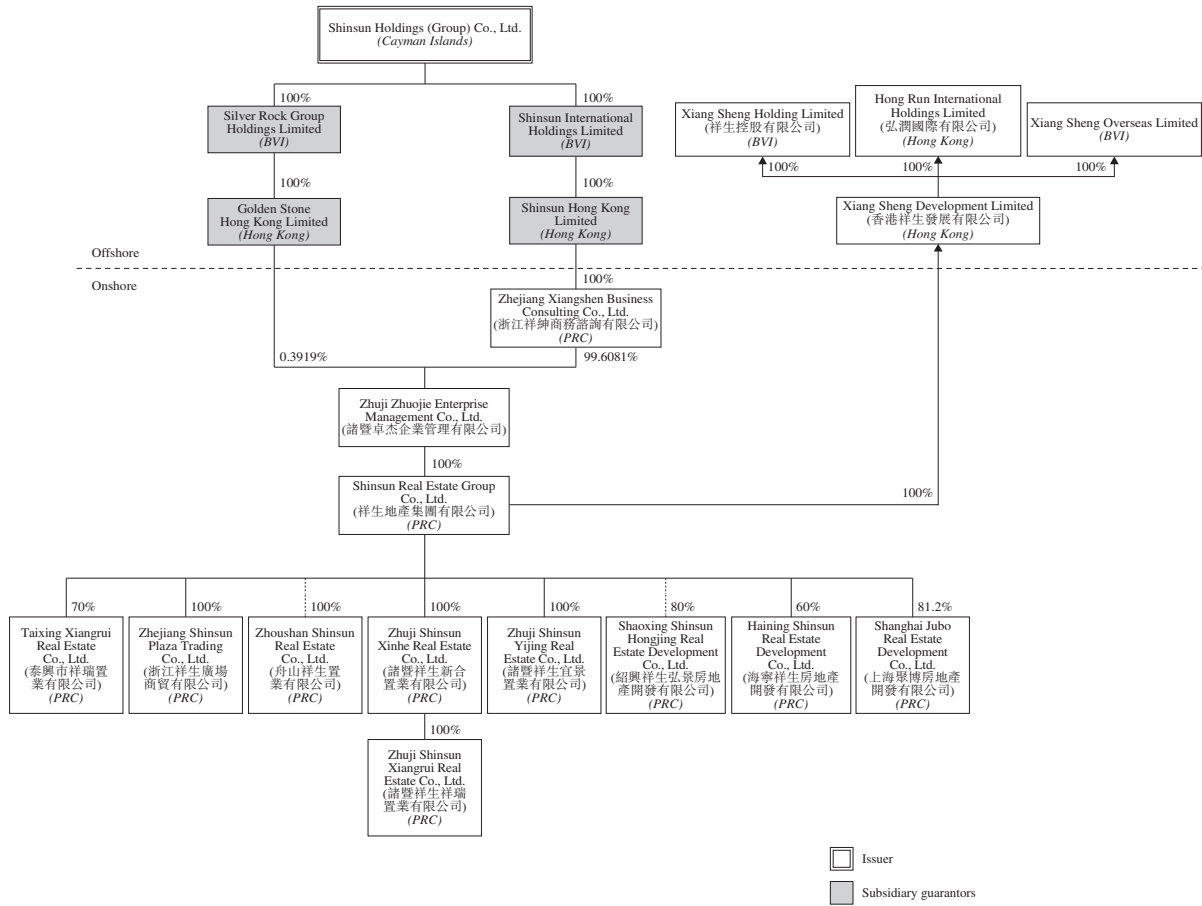 Shinsun Holdings (Group) Co., Ltd.
(Cayman Islands)
100%
100%
Silver Rock Group
Holdings Limited
(BVI)
Shinsun International
Holdings Limited
(BVI)
Xiang Sheng Holding Limited
(祥生控股有限公司)
(BVI)
Hong Run International
Holdings Limited
(弘潤國際有限公司)
(Hong Kong)
Xiang Sheng Overseas Limited
(BVI)
100%
100%
100%
100%
100%
Golden Stone
Hong Kong Limited
(Hong Kong)
Shinsun Hong Kong
Limited
(Hong Kong)
Xiang Sheng Development Limited
(香港祥生發展有限公司)
(Hong Kong)
Offshore
Onshore
100%
Zhejiang Xiangshen Business
Consulting Co., Ltd.
(浙江祥紳商務諮詢有限公司)
(PRC)
0.3919%
99.6081%
Zhuji Zhuojie Enterprise
Management Co., Ltd.
(諸暨卓杰企業管理有限公司)
100%
Shinsun Real Estate Group
Co., Ltd.
(祥生地產集團有限公司)
(PRC)
100%
70%
100%
100%
100%
100%
80%
60%
81.2%
Taixing Xiangrui
Real Estate
Co., Ltd.
(泰興市祥瑞置
業有限公司)
(PRC)
Zhejiang Shinsun
Plaza Trading
Co., Ltd.
(浙江祥生廣場
商貿有限公司)
(PRC)
Zhoushan Shinsun
Real Estate
Co., Ltd.
(舟山祥生置
業有限公司)
(PRC)
Zhuji Shinsun
Xinhe Real Estate
Co., Ltd.
(諸暨祥生新合
置業有限公司)
(PRC)
Zhuji Shinsun
Yijing Real
Estate Co., Ltd.
(諸暨祥生宜景
置業有限公司)
(PRC)
Shaoxing Shinsun
Hongjing Real
Estate Development
Co., Ltd.
(紹興祥生弘景房地
產開發有限公司)
(PRC)
Haining Shinsun
Real Estate
Development
Co., Ltd.
(海寧祥生房地產
開發有限公司)
(PRC)
Shanghai Jubo
Real Estate
Development
Co., Ltd.
(上海聚博房地產
開發有限公司)
(PRC)
100%
Zhuji Shinsun
Xiangrui Real
Estate Co., Ltd.
(諸暨祥生祥瑞
置業有限公司)
(PRC)
Issuer
Subsidiary guarantors